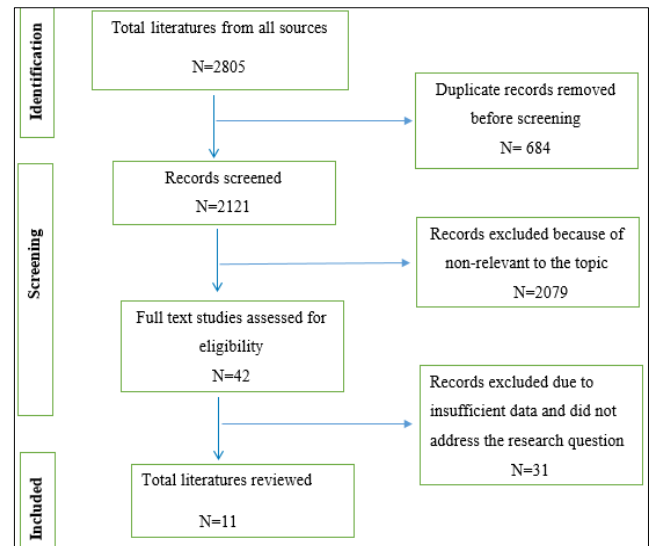 Identification
Total literatures from all sources
N=2805
Duplicate records removed
before screening
N= 684
Screening
Records screened
N=2121
Records excluded because of
non-relevant to the topic
N=2079
Full text studies assessed for
eligibility
N=42
Records excluded due to
insufficient data and did not
address the research question
N=31
Included
Total literatures reviewed
N=11